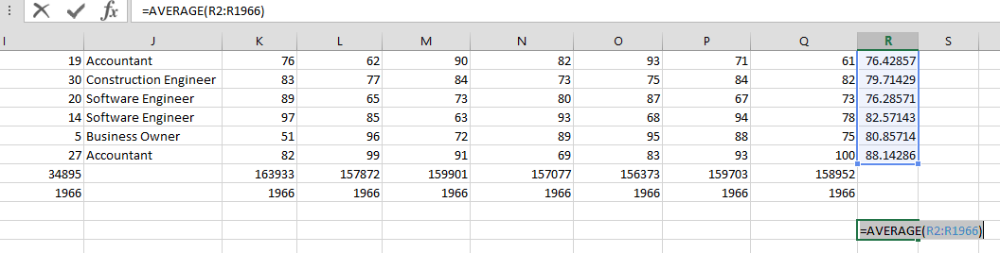 fx =AVERAGE(R2:R1966)
I J K L M N O P Q R S
19 Accountant 76 62 90 82 93 71 61 76.42857
30 Construction Engineer 83 77 84 73 75 84 82 79.71429
20 Software Engineer 89 65 73 80 87 67 73 76.28571
14 Software Engineer 97 85 63 93 68 94 78 82.57143
5 Business Owner 51 96 72 89 95 88 75 80.85714
27 Accountant 82 99 91 69 83 93 100 88.14286
34895 163933 157872 159901 157077 156373 159703 158952
1966 1966 1966 1966 1966 1966 1966 1966
=AVERAGE(R2:R1966)